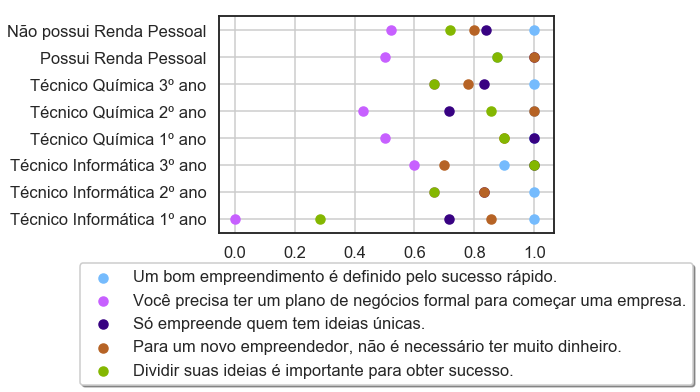 Não possui Renda Pessoal
Possui Renda Pessoal
Técnico Química 3º ano
Técnico Química 2º ano
Técnico Química 1º ano
Técnico Informática 3º ano
Técnico Informática 2º ano
Técnico Informática 1º ano
0.0 0.2 0.4 0.6 0.8 1.0
Um bom empreendimento é definido pelo sucesso rápido.
Você precisa ter um plano de negócios formal para começar uma empresa.
Só empreende quem tem ideias únicas.
Para um novo empreendedor, não é necessário ter muito dinheiro.
Dividir suas ideias é importante para obter sucesso.